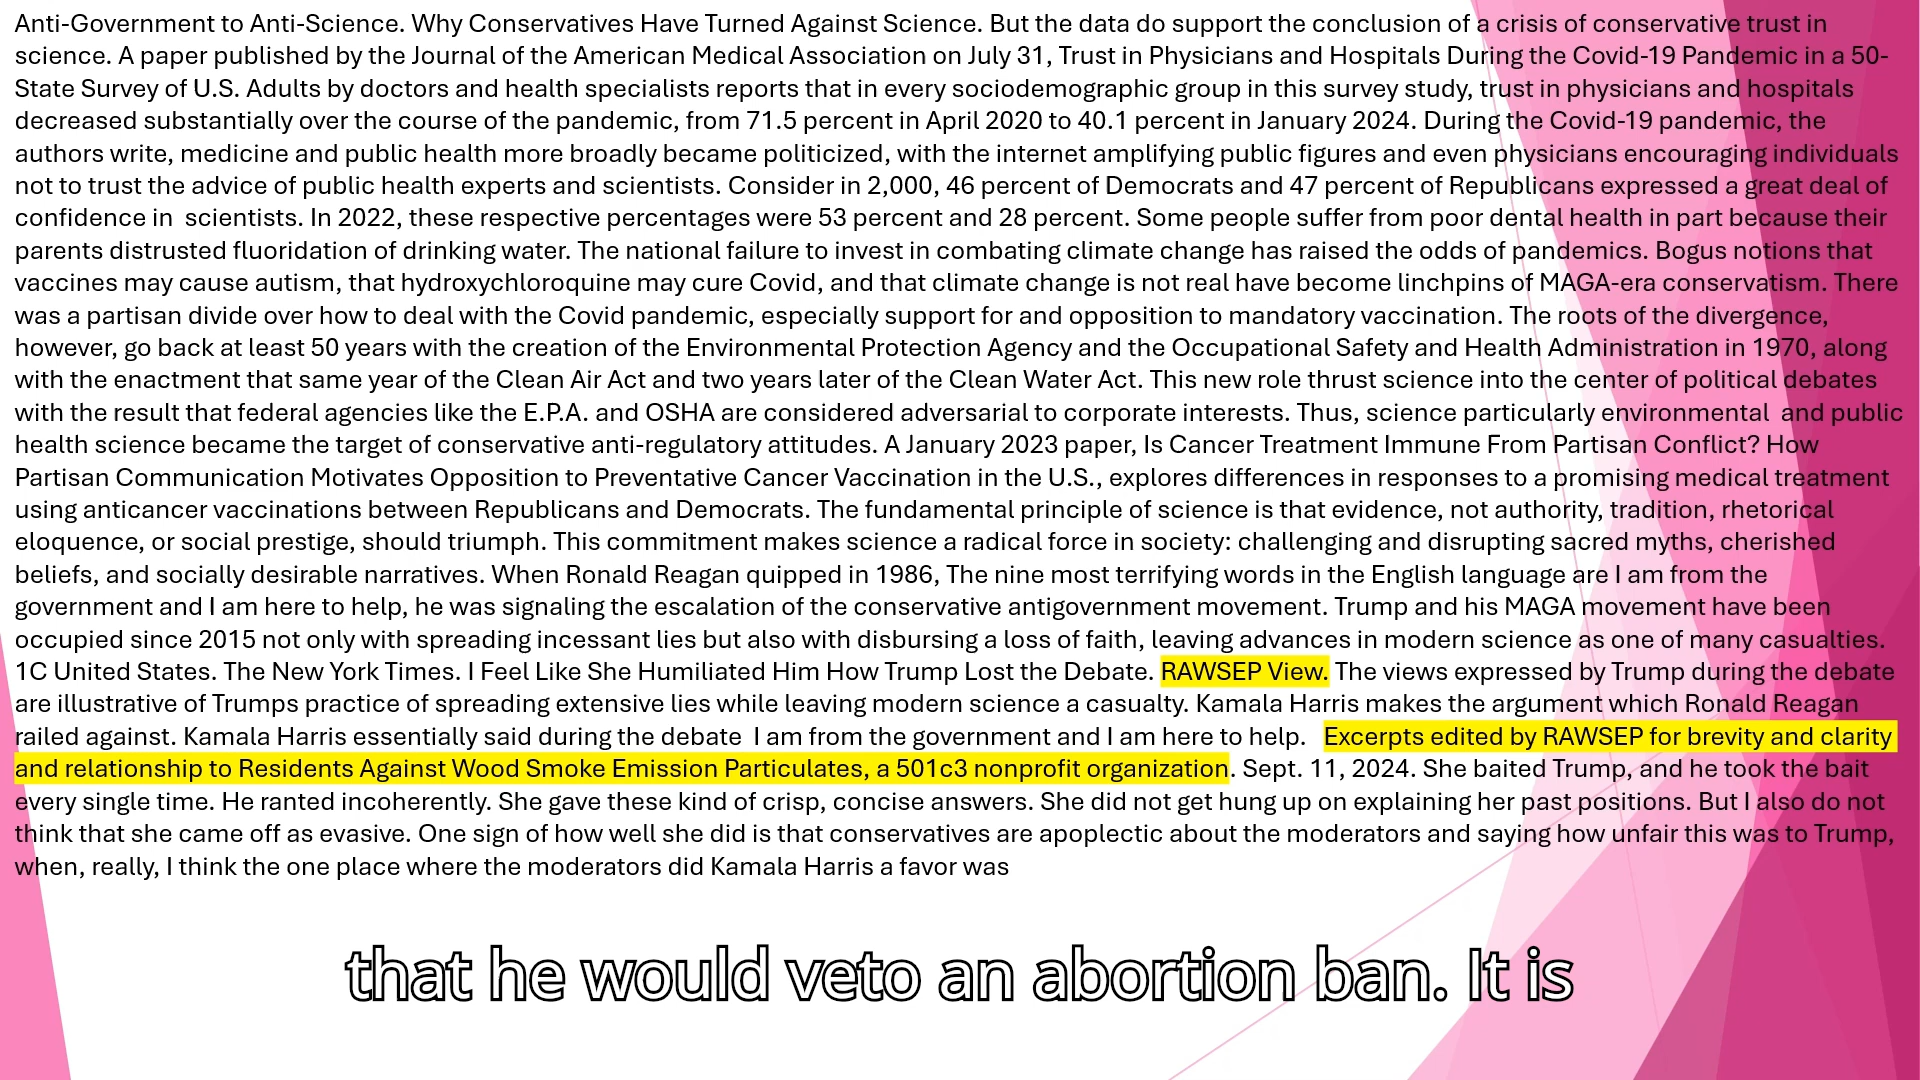 Anti-Government to Anti-Science. Why Conservatives Have Turned Against Science. But the data do support the conclusion of a crisis of conservative trust in
science. A paper published by the Journal of the American Medical Association on July 31, Trust in Physicians and Hospitals During the Covid-19 Pandemic in a 50-
State Survey of U.S. Adults by doctors and health specialists reports that in every sociodemographic group in this survey study, trust in physicians and hospitals
decreased substantially over the course of the pandemic, from 71.5 percent in April 2020 to 40.1 percent in January 2024. During the Covid-19 pandemic, the
authors write, medicine and public health more broadly became politicized, with the internet amplifying public figures and even physicians encouraging individuals
not to trust the advice of public health experts and scientists. Consider in 2,000, 46 percent of Democrats and 47 percent of Republicans expressed a great deal of
confidence in  scientists. In 2022, these respective percentages were 53 percent and 28 percent. Some people suffer from poor dental health in part because their
parents distrusted fluoridation of drinking water. The national failure to invest in combating climate change has raised the odds of pandemics. Bogus notions that
vaccines may cause autism, that hydroxychloroquine may cure Covid, and that climate change is not real have become linchpins of MAGA-era conservatism. There
was a partisan divide over how to deal with the Covid pandemic, especially support for and opposition to mandatory vaccination. The roots of the divergence,
however, go back at least 50 years with the creation of the Environmental Protection Agency and the Occupational Safety and Health Administration in 1970, along
with the enactment that same year of the Clean Air Act and two years later of the Clean Water Act. This new role thrust science into the center of political debates
with the result that federal agencies like the E.P.A. and OSHA are considered adversarial to corporate interests. Thus, science particularly environmental  and public
health science became the target of conservative anti-regulatory attitudes. A January 2023 paper, Is Cancer Treatment Immune From Partisan Conflict? How
Partisan Communication Motivates Opposition to Preventative Cancer Vaccination in the U.S., explores differences in responses to a promising medical treatment
using anticancer vaccinations between Republicans and Democrats. The fundamental principle of science is that evidence, not authority, tradition, rhetorical
eloquence, or social prestige, should triumph. This commitment makes science a radical force in society: challenging and disrupting sacred myths, cherished
beliefs, and socially desirable narratives. When Ronald Reagan quipped in 1986, The nine most terrifying words in the English language are I am from the
government and I am here to help, he was signaling the escalation of the conservative antigovernment movement. Trump and his MAGA movement have been
occupied since 2015 not only with spreading incessant lies but also with disbursing a loss of faith, leaving advances in modern science as one of many casualties.
1C United States. The New York Times. I Feel Like She Humiliated Him How Trump Lost the Debate. RAWSEP View. The views expressed by Trump during the debate
are illustrative of Trumps practice of spreading extensive lies while leaving modern science a casualty. Kamala Harris makes the argument which Ronald Reagan
railed against. Kamala Harris essentially said during the debate  I am from the government and I am here to help.   Excerpts edited by RAWSEP for brevity and clarity
and relationship to Residents Against Wood Smoke Emission Particulates, a 501c3 nonprofit organization. Sept. 11, 2024. She baited Trump, and he took the bait
every single time. He ranted incoherently. She gave these kind of crisp, concise answers. She did not get hung up on explaining her past positions. But I also do not
think that she came off as evasive. One sign of how well she did is that conservatives are apoplectic about the moderators and saying how unfair this was to Trump,
when, really, I think the one place where the moderators did Kamala Harris a favor was
that he would veto an abortion ban. It is